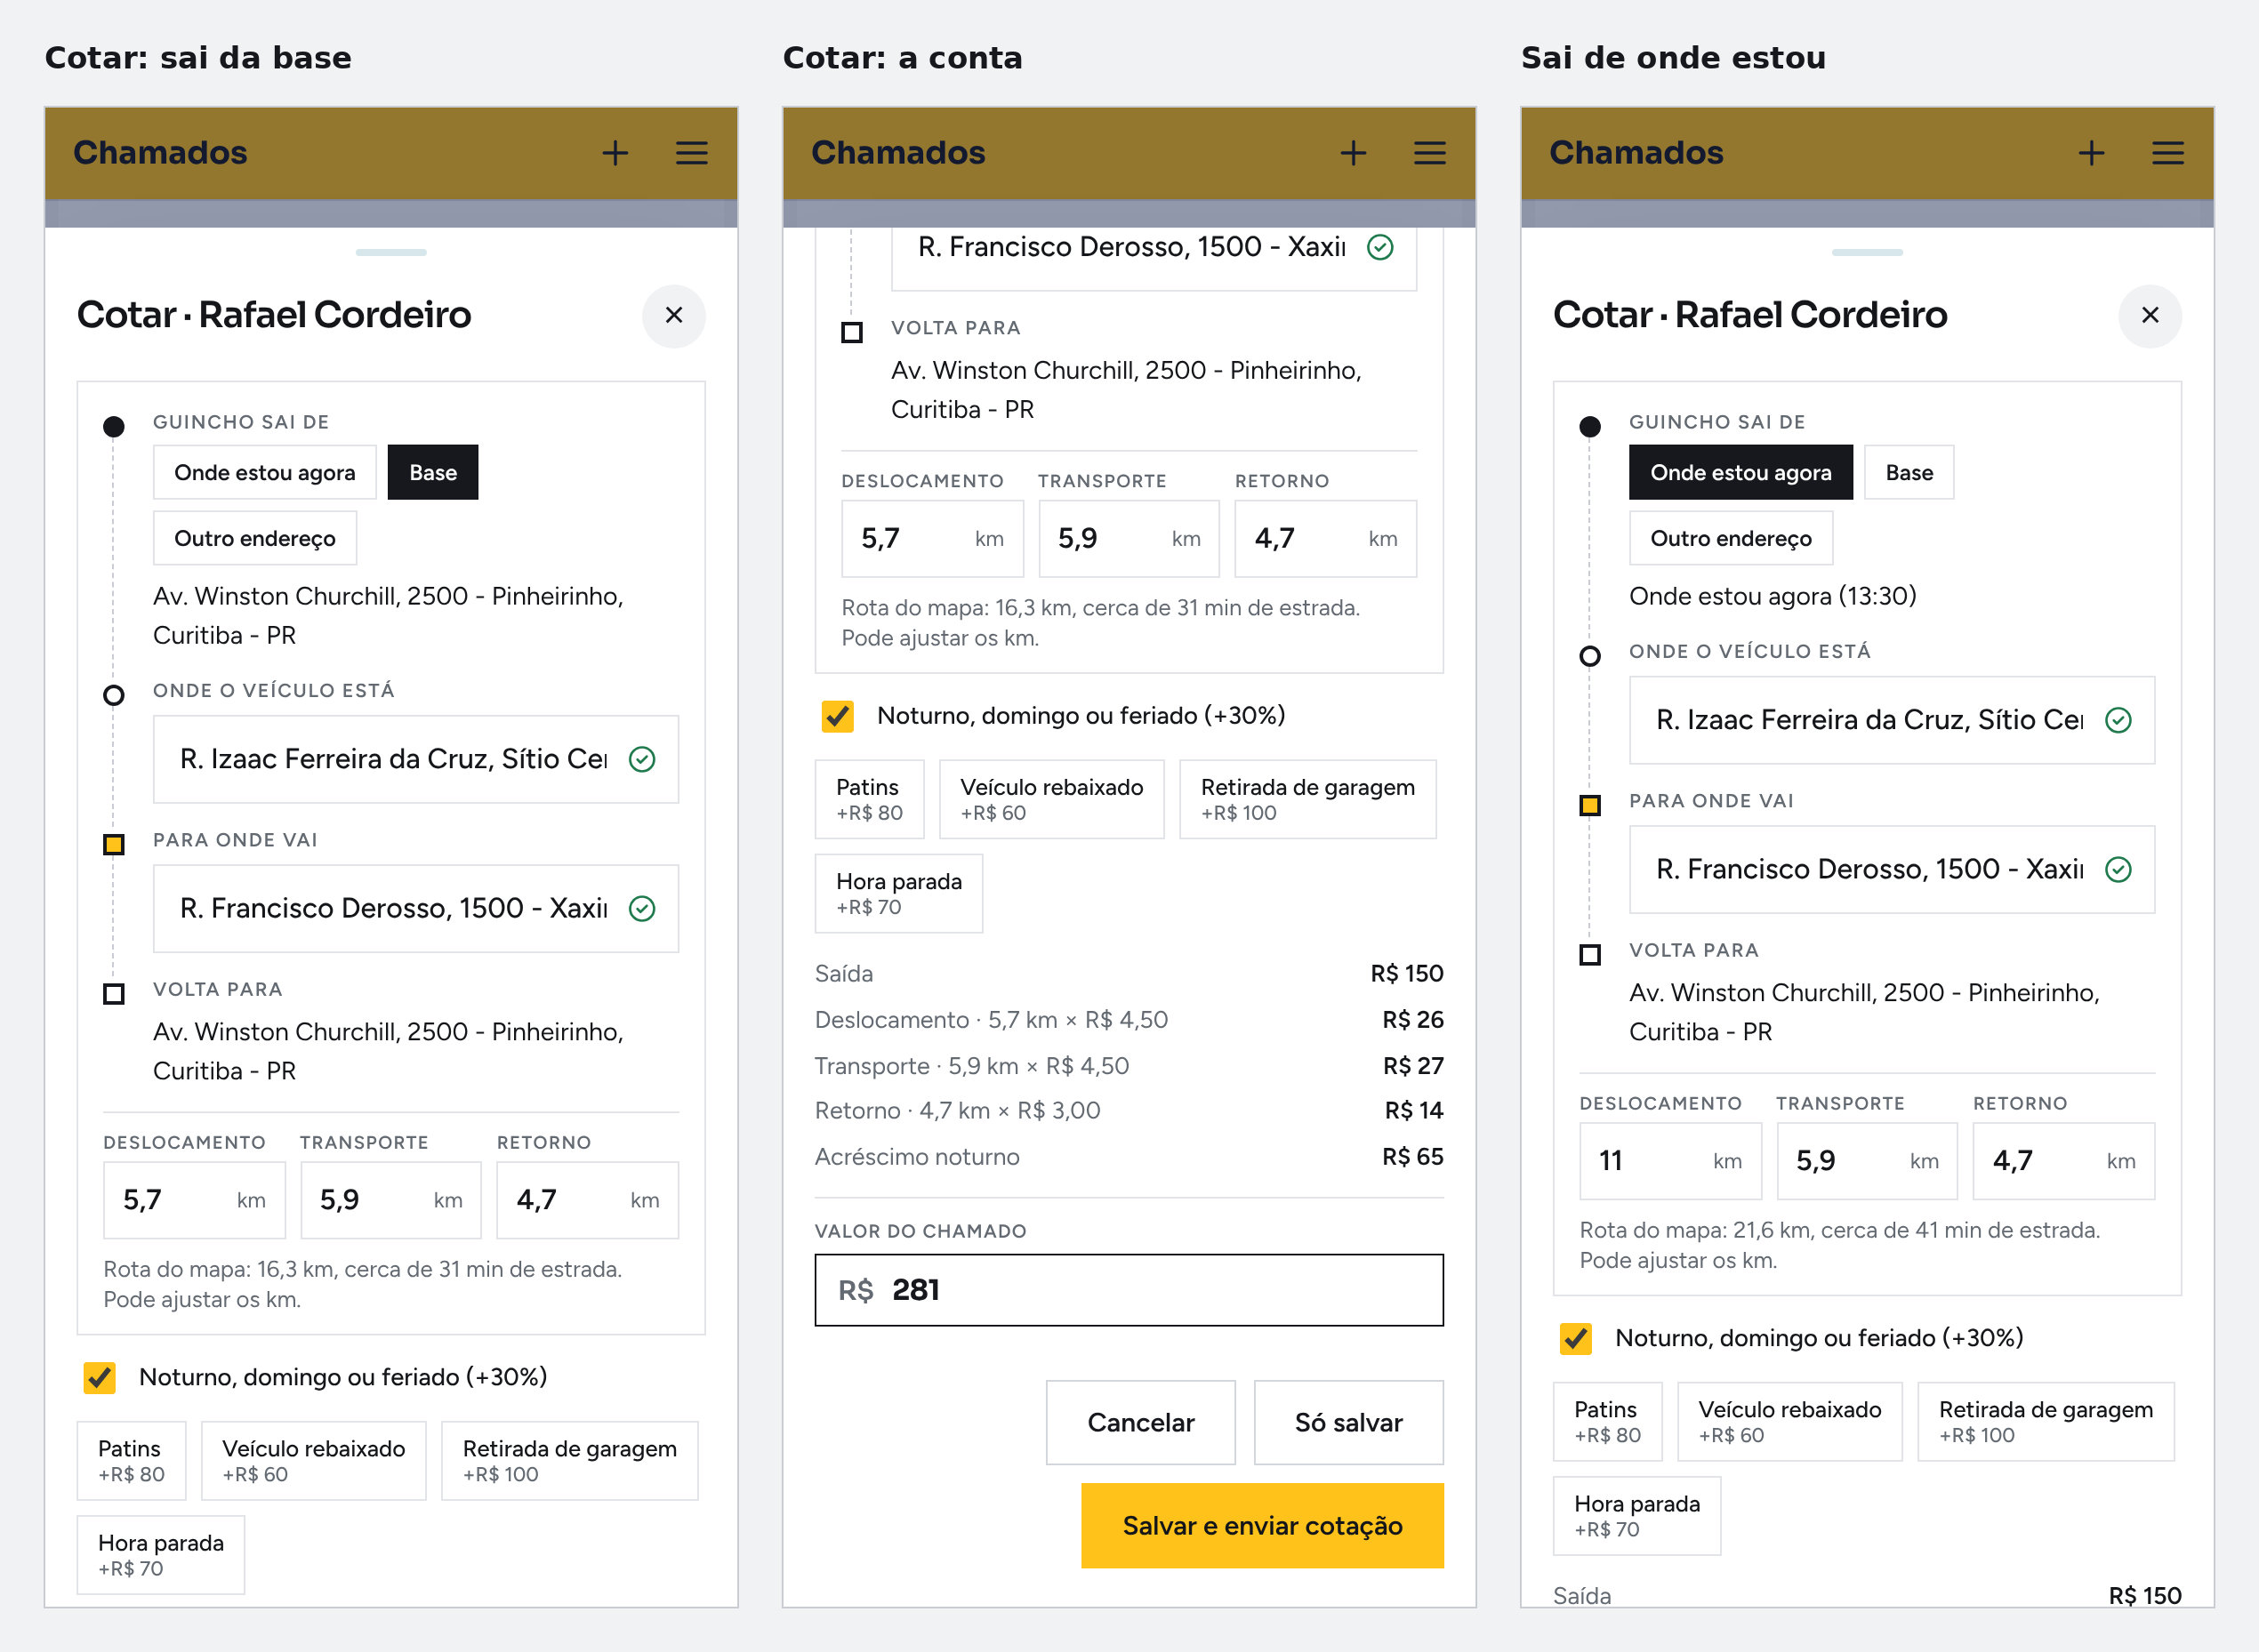 Cotar: sai da base
Chamados
Cotar · Rafael Cordeiro
GUINCHO SAI DE
Onde estou agora
Base
Outro endereço
Av. Winston Churchill, 2500 - Pinheirinho,
Curitiba - PR
ONDE O VEÍCULO ESTÁ
R. Izaac Ferreira da Cruz, Sítio
PARA ONDE VAI
R. Francisco Derosso, 1500 -
VOLTA PARA
Av. Winston Churchill, 2500 - Pinheirinho,
Curitiba - PR
DESLOCAMENTO TRANSPORTE RETORNO
5,7 km 5,9 km 4,7 km
Rota do mapa: 16,3 km, cerca de 31 min de estrada.
Pode ajustar os km.
Noturno, domingo ou feriado (+30%)
Patins
+R$ 80
Veículo rebaixado
+R$ 60
Retirada de garagem
+R$ 100
Hora parada
+R$ 70
Cotar: a conta
Chamados
R. Francisco Derosso, 1500 -
VOLTA PARA
Av. Winston Churchill, 2500 - Pinheirinho,
Curitiba - PR
DESLOCAMENTO TRANSPORTE RETORNO
5,7 km 5,9 km 4,7 km
Rota do mapa: 16,3 km, cerca de 31 min de estrada.
Pode ajustar os km.
Noturno, domingo ou feriado (+30%)
Patins
+R$ 80
Veículo rebaixado
+R$ 60
Retirada de garagem
+R$ 100
Hora parada
+R$ 70
Saída R$ 150
Deslocamento · 5,7 km × R$ 4,50 R$ 26
Transporte · 5,9 km × R$ 4,50 R$ 27
Retorno · 4,7 km × R$ 3,00 R$ 14
Acréscimo noturno R$ 65
VALOR DO CHAMADO
R$ 281
Cancelar
Só salvar
Salvar e enviar cotação
Sai de onde estou
Chamados
Cotar · Rafael Cordeiro
GUINCHO SAI DE
Onde estou agora
Base
Outro endereço
Onde estou agora (13:30)
ONDE O VEÍCULO ESTÁ
R. Izaac Ferreira da Cruz, Sítio
PARA ONDE VAI
R. Francisco Derosso, 1500 -
VOLTA PARA
Av. Winston Churchill, 2500 - Pinheirinho,
Curitiba - PR
DESLOCAMENTO TRANSPORTE RETORNO
11 km 5,9 km 4,7 km
Rota do mapa: 21,6 km, cerca de 41 min de estrada.
Pode ajustar os km.
Noturno, domingo ou feriado (+30%)
Patins
+R$ 80
Veículo rebaixado
+R$ 60
Retirada de garagem
+R$ 100
Hora parada
+R$ 70
Saída R$ 150